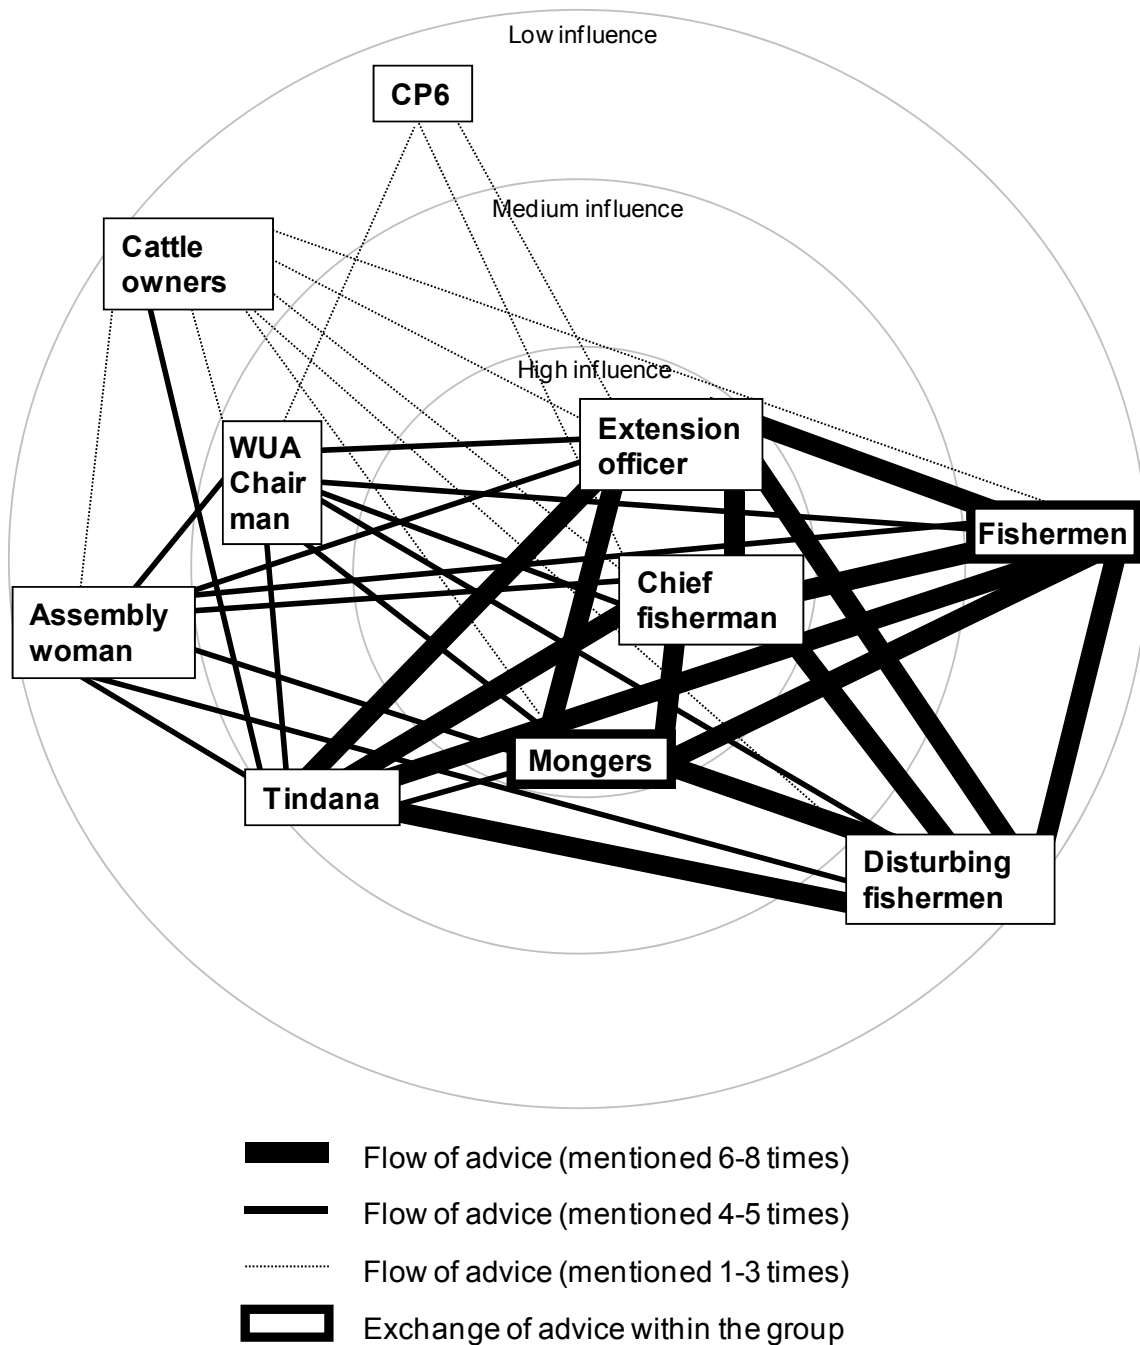 Low influence
CP6
Medium influence
Cattle
owners
High influence
Extension
officer
WUA
Chair
man
Fishermen
Chief
fisherman
Assembly
woman
Mongers
Tindana
Disturbing
fishermen
Flow of advice (mentioned 6-8 times)
Flow of advice (mentioned 4-5 times)
Flow of advice (mentioned 1-3 times)
Exchange of advice within the group